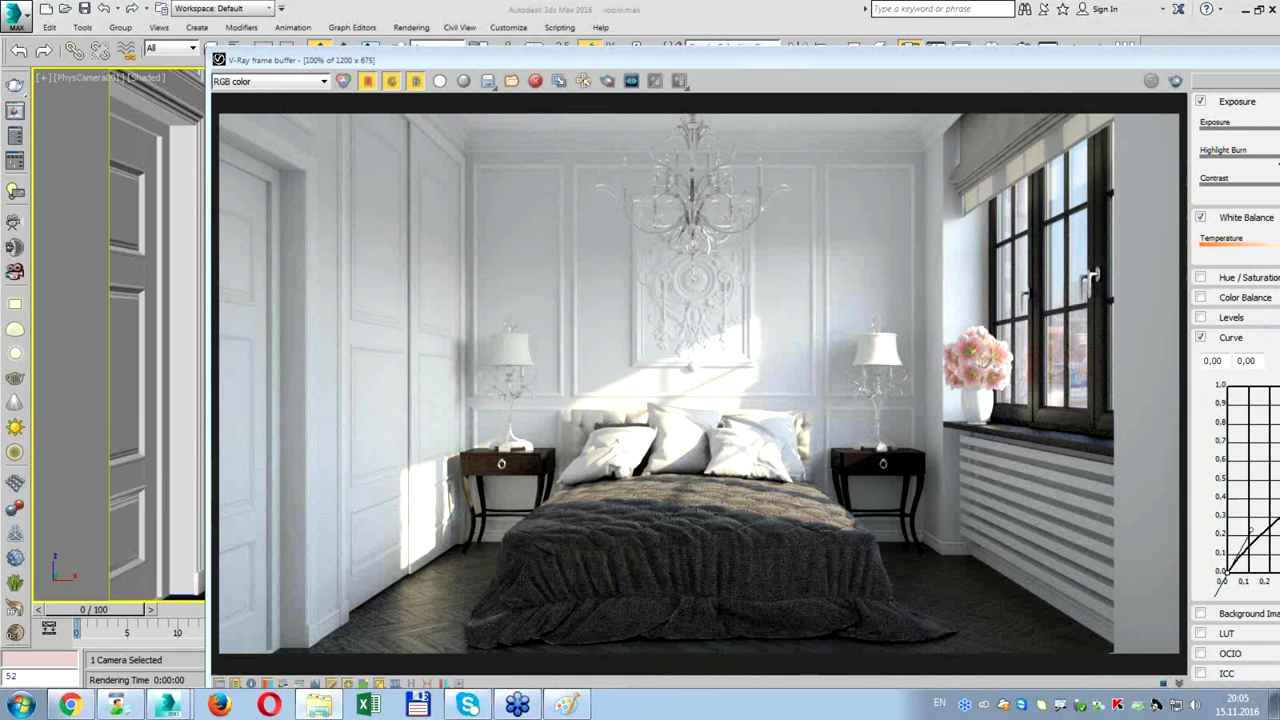 Workspace: Default
Autodesk 3ds Max 2016 room.max
Type a keyword or phrase
Sign In
MAX
Edit Tools Group Views Create Modifiers Animation Graph Editors Rendering Civil View Customize Scripting Help
All
V-Ray frame buffer - [100% of 1200 x 675]
[+] [PhysCamera001] [Shaded]
RGB color
Exposure
Exposure
Highlight Burn
Contrast
White Balance
Temperature
Hue / Saturation
Color Balance
Levels
Curve
0,00 0,00
1,0
0,9
0,8
0,7
0,6
0,5
0,4
0,3
0,2
0,1
0,0
0,0 0,1 0,2
Background Ima
LUT
OCIO
ICC
z
x
0 / 100
0 5 10
1 Camera Selected
52
Rendering Time 0:00:00
EN
20:05
15.11.2016